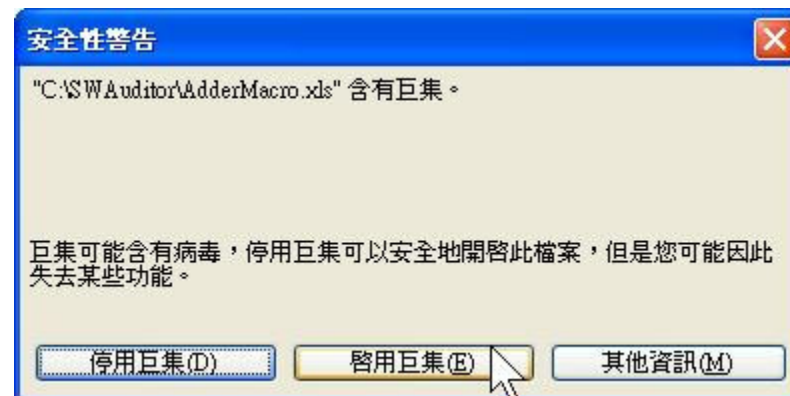 安全性警告
"C:\SWAuditor\AdderMacro.xls" 含有巨集。
巨集可能含有病毒，停用巨集可以安全地開啓此檔案，但是您可能因此
失去某些功能。
停用巨集(D) 啓用巨集(E) 其他資訊(M)